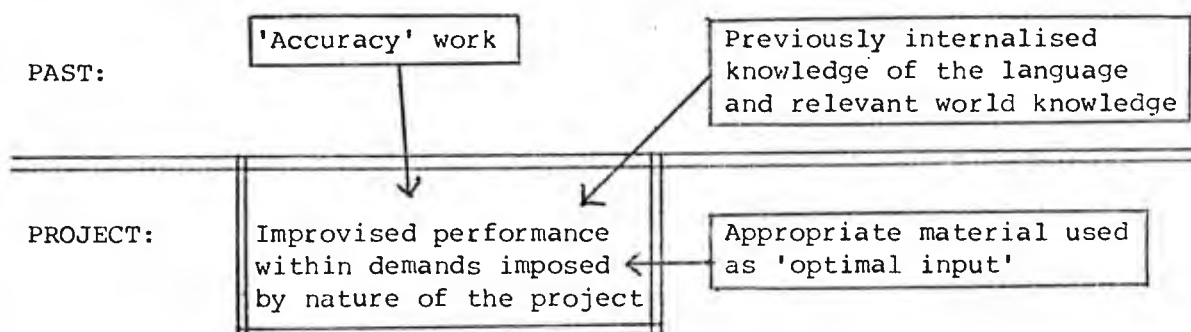 'Accuracy' work
Previously internalised
knowledge of the language
and relevant world knowledge
PAST:
PROJECT:
Improvised performance
within demands imposed
by nature of the project
Appropriate material used
as 'optimal input'